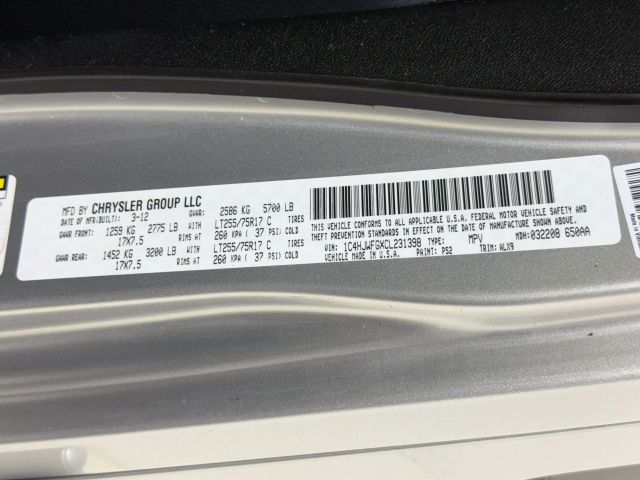 MFD BY CHRYSLER GROUP LLC
DATE OF MFR(BUILT): 3-12 GVWR: 2586 KG 5700 LB
GAWR FRONT: 1259 KG 2775 LB WITH LT255/75R17 C TIRES
17X7.5 RIMS AT 260 KPA ( 37 PSI) COLD
GAWR REAR: 1452 KG 3200 LB WITH LT255/75R17 C TIRES
17X7.5 RIMS AT 260 KPA ( 37 PSI) COLD
THIS VEHICLE CONFORMS TO ALL APPLICABLE U.S.A. FEDERAL MOTOR VEHICLE SAFETY AND
THEFT PREVENTION STANDARDS IN EFFECT ON THE DATE OF MANUFACTURE SHOWN ABOVE.
VIN: 1C4HJWFGXCL231398 TYPE: MPV MDH: 032208 650AA
VEHICLE MADE IN U.S.A. PAINT: PS2 TRIM: ALX9